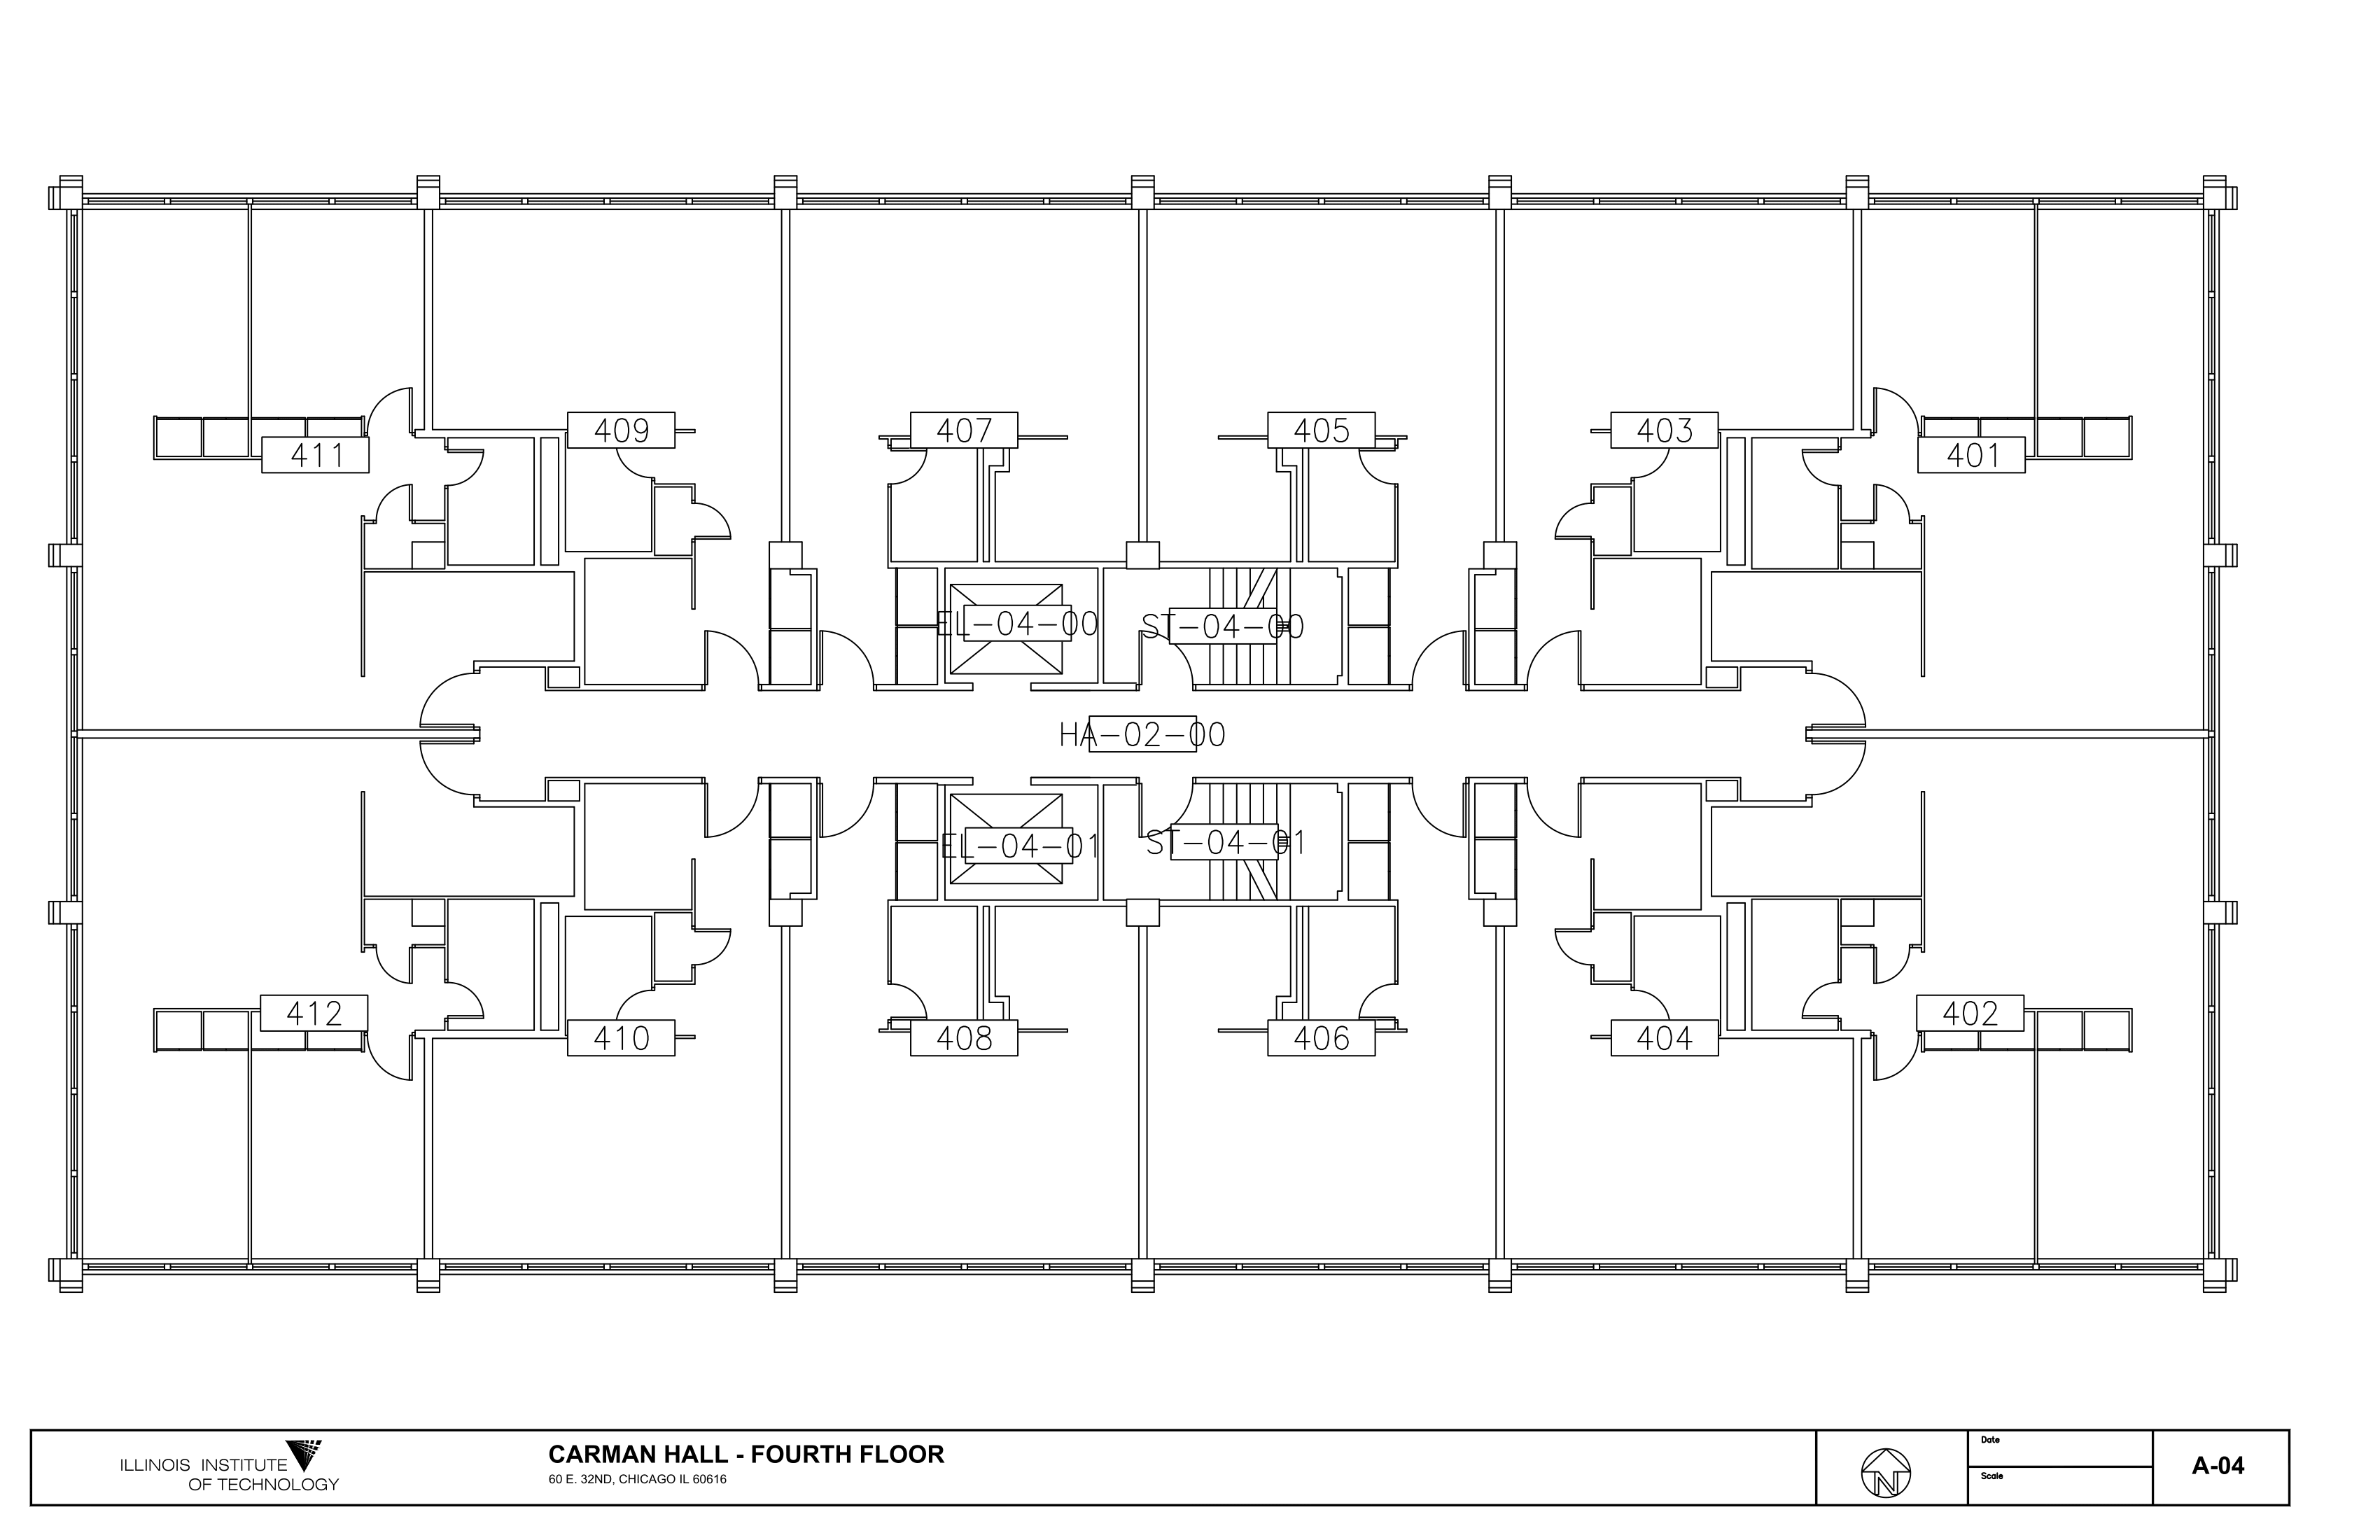 409
407
405
403
411
401
EL-04-00
ST-04-00
HA-02-00
EL-04-01
ST-04-01
412
402
410
408
406
404
ILLINOIS INSTITUTE
OF TECHNOLOGY
CARMAN HALL - FOURTH FLOOR
60 E. 32ND, CHICAGO IL 60616
N
Date
Scale
A-04